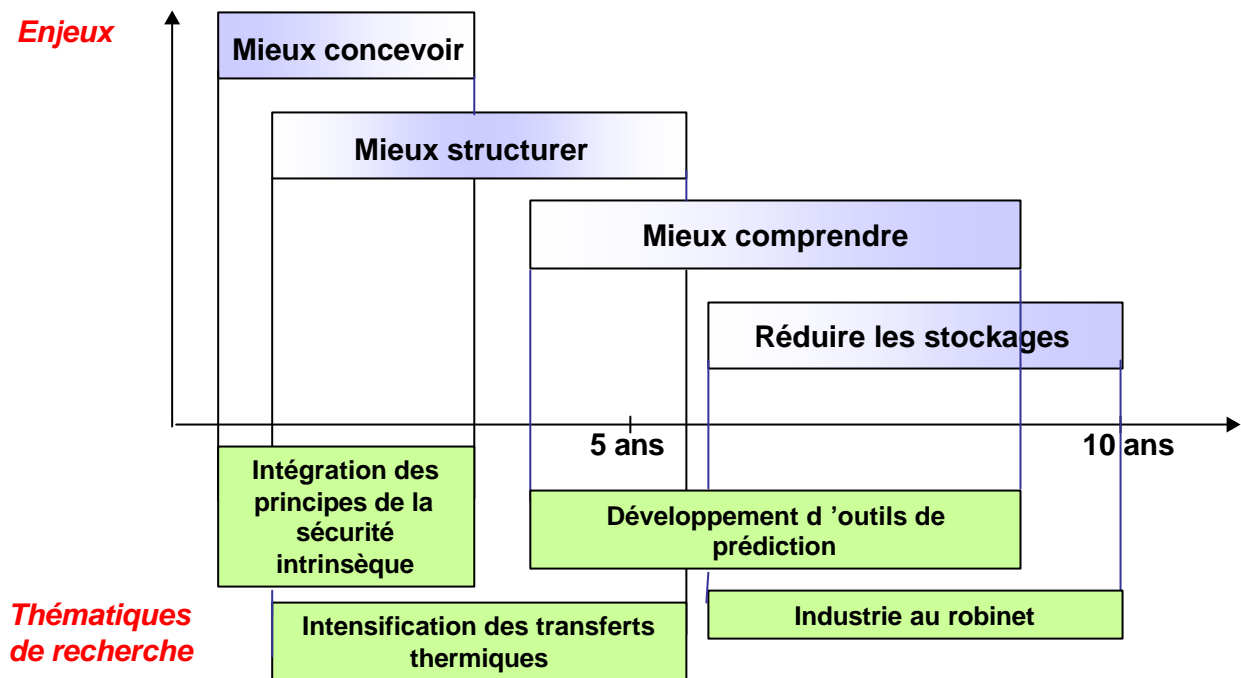 Enjeux
Mieux concevoir
Mieux structurer
Mieux comprendre
Réduire les stockages
5 ans
10 ans
Intégration des
principes de la
sécurité
intrinsèque
Développement d ’outils de
prédiction
Thématiques
de recherche
Intensification des transferts
thermiques
Industrie au robinet